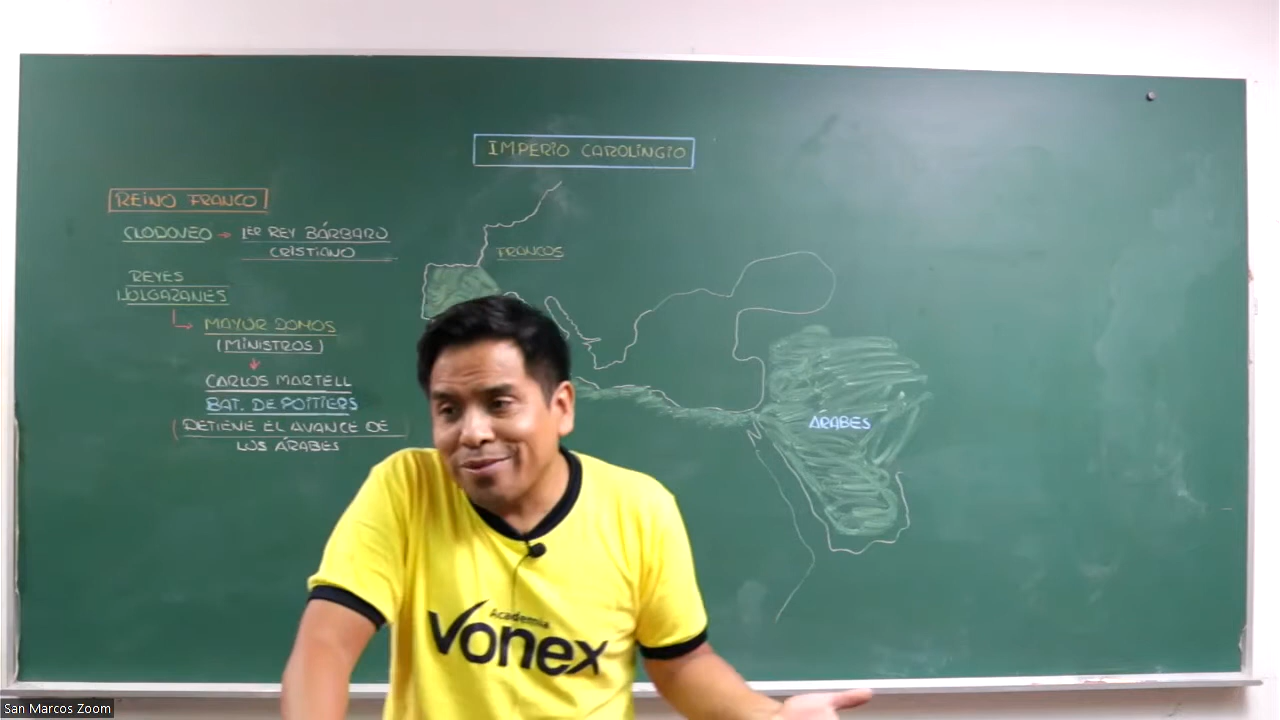 IMPERIO CAROLINGIO
REINO FRANCO
CLODOVEO → 1ER REY BÁRBARO
CRISTIANO
REYES
HOLGAZANES
MAYOR DOMOS
(MINISTROS)
CARLOS MARTELL
BAT. DE POITIERS
(DETIENE EL AVANCE DE
LOS ÁRABES
FRANCOS
ÁRABES
Academia
Vonex
San Marcos Zoom